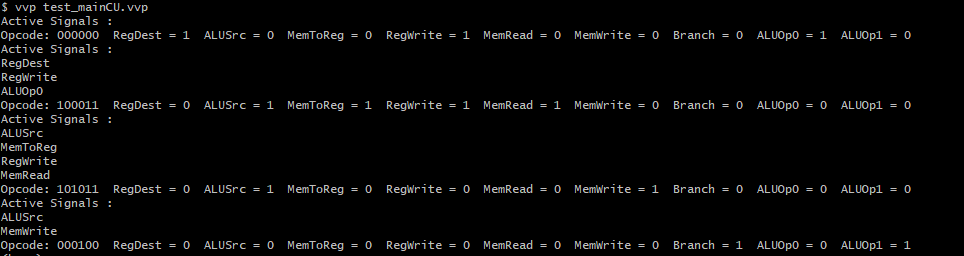 $ vvp test_mainCU.vvp
Active Signals :
Opcode: 000000  RegDest = 1  ALUSrc = 0  MemToReg = 0  RegWrite = 1  MemRead = 0  MemWrite = 0  Branch = 0  ALUOp0 = 1  ALUOp1 = 0
Active Signals :
RegDest
RegWrite
ALUOp0
Opcode: 100011  RegDest = 0  ALUSrc = 1  MemToReg = 1  RegWrite = 1  MemRead = 1  MemWrite = 0  Branch = 0  ALUOp0 = 0  ALUOp1 = 0
Active Signals :
ALUSrc
MemToReg
RegWrite
MemRead
Opcode: 101011  RegDest = 0  ALUSrc = 1  MemToReg = 0  RegWrite = 0  MemRead = 0  MemWrite = 1  Branch = 0  ALUOp0 = 0  ALUOp1 = 0
Active Signals :
ALUSrc
MemWrite
Opcode: 000100  RegDest = 0  ALUSrc = 0  MemToReg = 0  RegWrite = 0  MemRead = 0  MemWrite = 0  Branch = 1  ALUOp0 = 0  ALUOp1 = 1